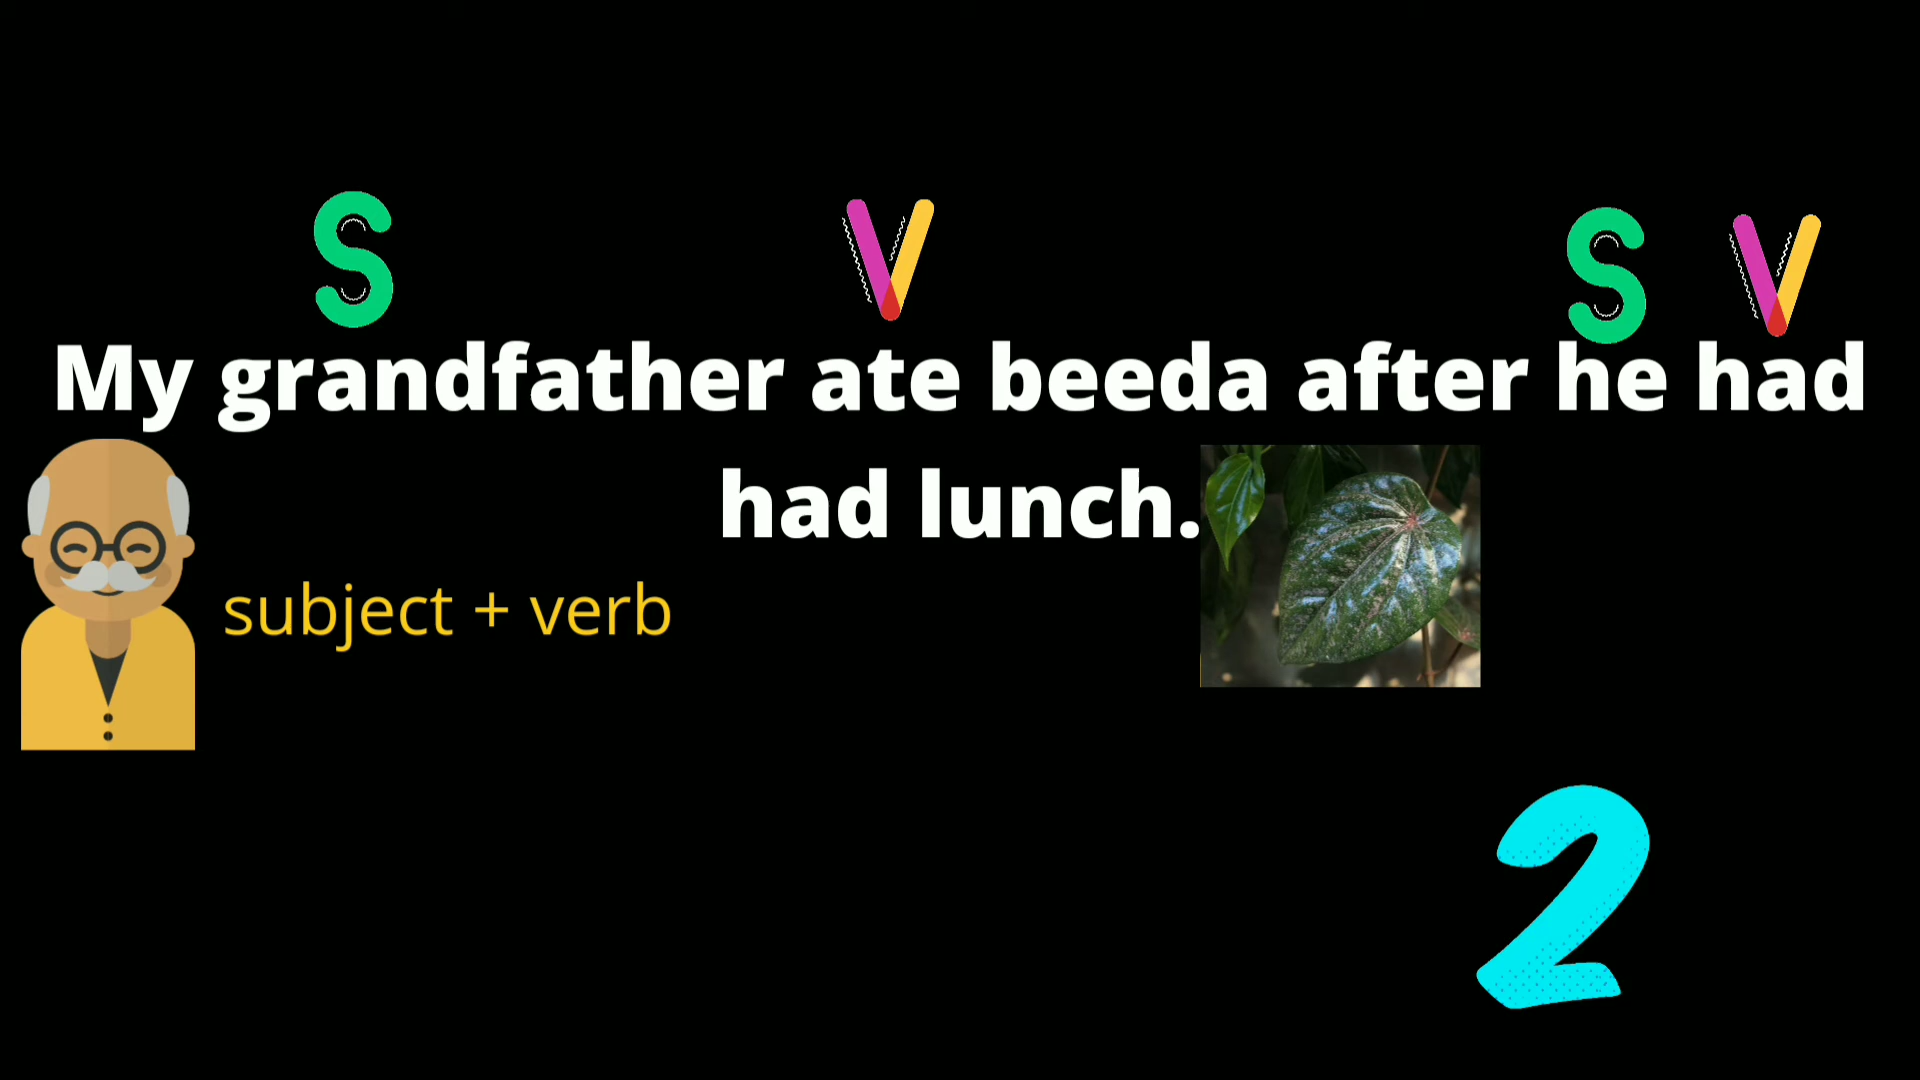 S V S V
My grandfather ate beeda after he had
had lunch.
subject + verb
2